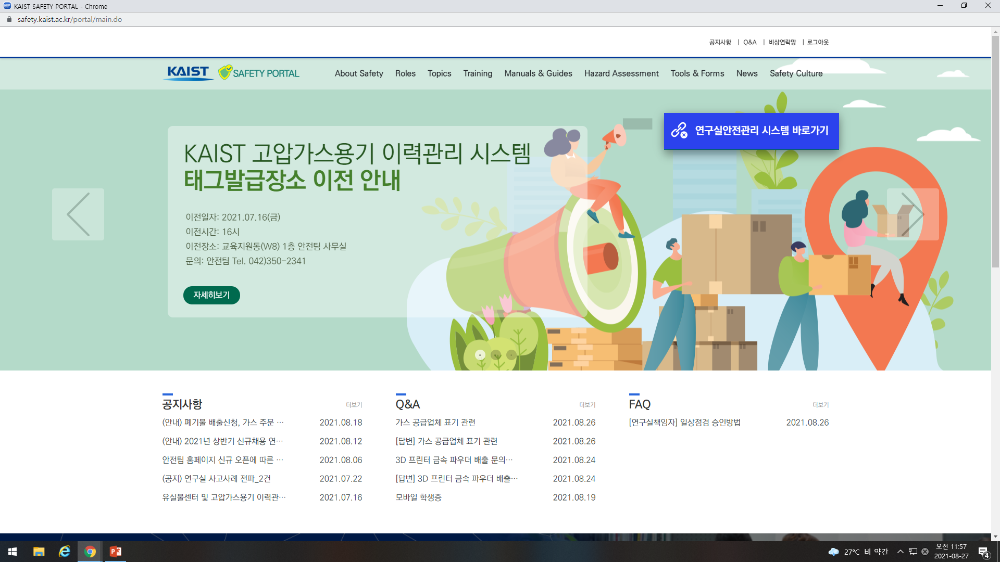 KAIST SAFETY PORTAL - Chrome
safety.kaist.ac.kr/portal/main.do
공지사항 | Q&A | 비상연락망 | 로그아웃
KAIST SAFETY PORTAL
About Safety Roles Topics Training Manuals & Guides Hazard Assessment Tools & Forms News Safety Culture
연구실안전관리 시스템 바로가기
KAIST 고압가스용기 이력관리 시스템
태그발급장소 이전 안내
이전일자: 2021.07.16(금)
이전시간: 16시
이전장소: 교육지원동(W8) 1층 안전팀 사무실
문의: 안전팀 Tel. 042)350-2341
자세히보기
공지사항 더보기
(안내) 폐기물 배출신청, 가스 주문 ··· 2021.08.18
(안내) 2021년 상반기 신규채용 연··· 2021.08.12
안전팀 홈페이지 신규 오픈에 따른 ··· 2021.08.06
(공지) 연구실 사고사례 전파_2건 2021.07.22
유실물센터 및 고압가스용기 이력관··· 2021.07.16
Q&A 더보기
가스 공급업체 표기 관련 2021.08.26
[답변] 가스 공급업체 표기 관련 2021.08.26
3D 프린터 금속 파우더 배출 문의··· 2021.08.24
[답변] 3D 프린터 금속 파우더 배출··· 2021.08.24
모바일 학생증 2021.08.19
FAQ 더보기
[연구실책임자] 일상점검 승인방법 2021.08.26
27°C 비 약간
오전 11:57
2021-08-27
4